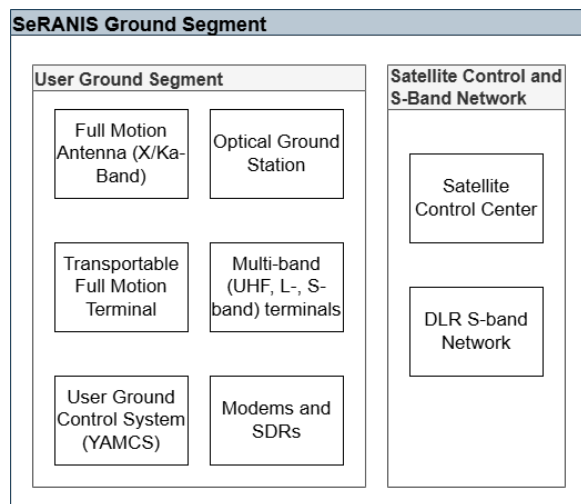 SeRANIS Ground Segment
User Ground Segment
Full Motion
Antenna (X/Ka-
Band)
Optical Ground
Station
Transportable
Full Motion
Terminal
Multi-band
(UHF, L-, S-
band) terminals
User Ground
Control System
(YAMCS)
Modems and
SDRs
Satellite Control and
S-Band Network
Satellite
Control Center
DLR S-band
Network